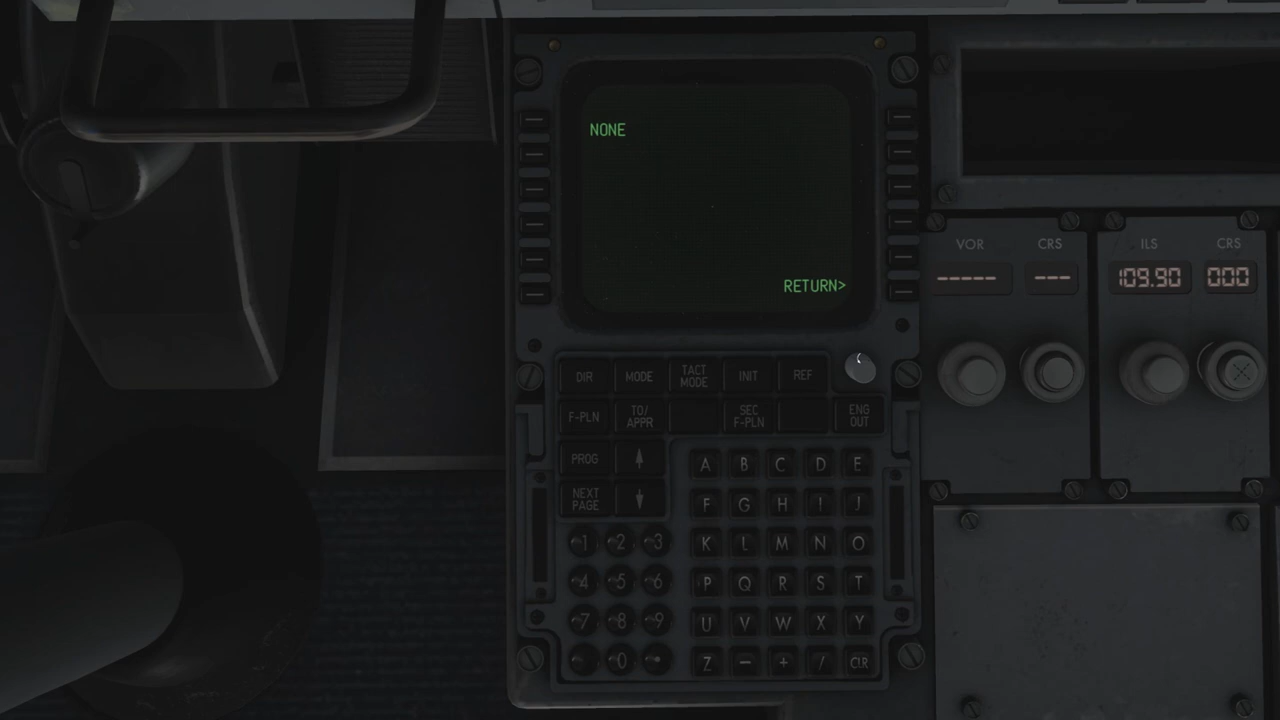 NONE
RETURN>
VOR CRS
----- ---
ILS CRS
109.90 000
DIR MODE TACT MODE INIT REF
F-PLN TO/APPR SEC F-PLN ENG OUT
PROG
NEXT PAGE
A B C D E
F G H I J
K L M N O
P Q R S T
U V W X Y
Z - + / CLR
1 2 3
4 5 6
7 8 9
0